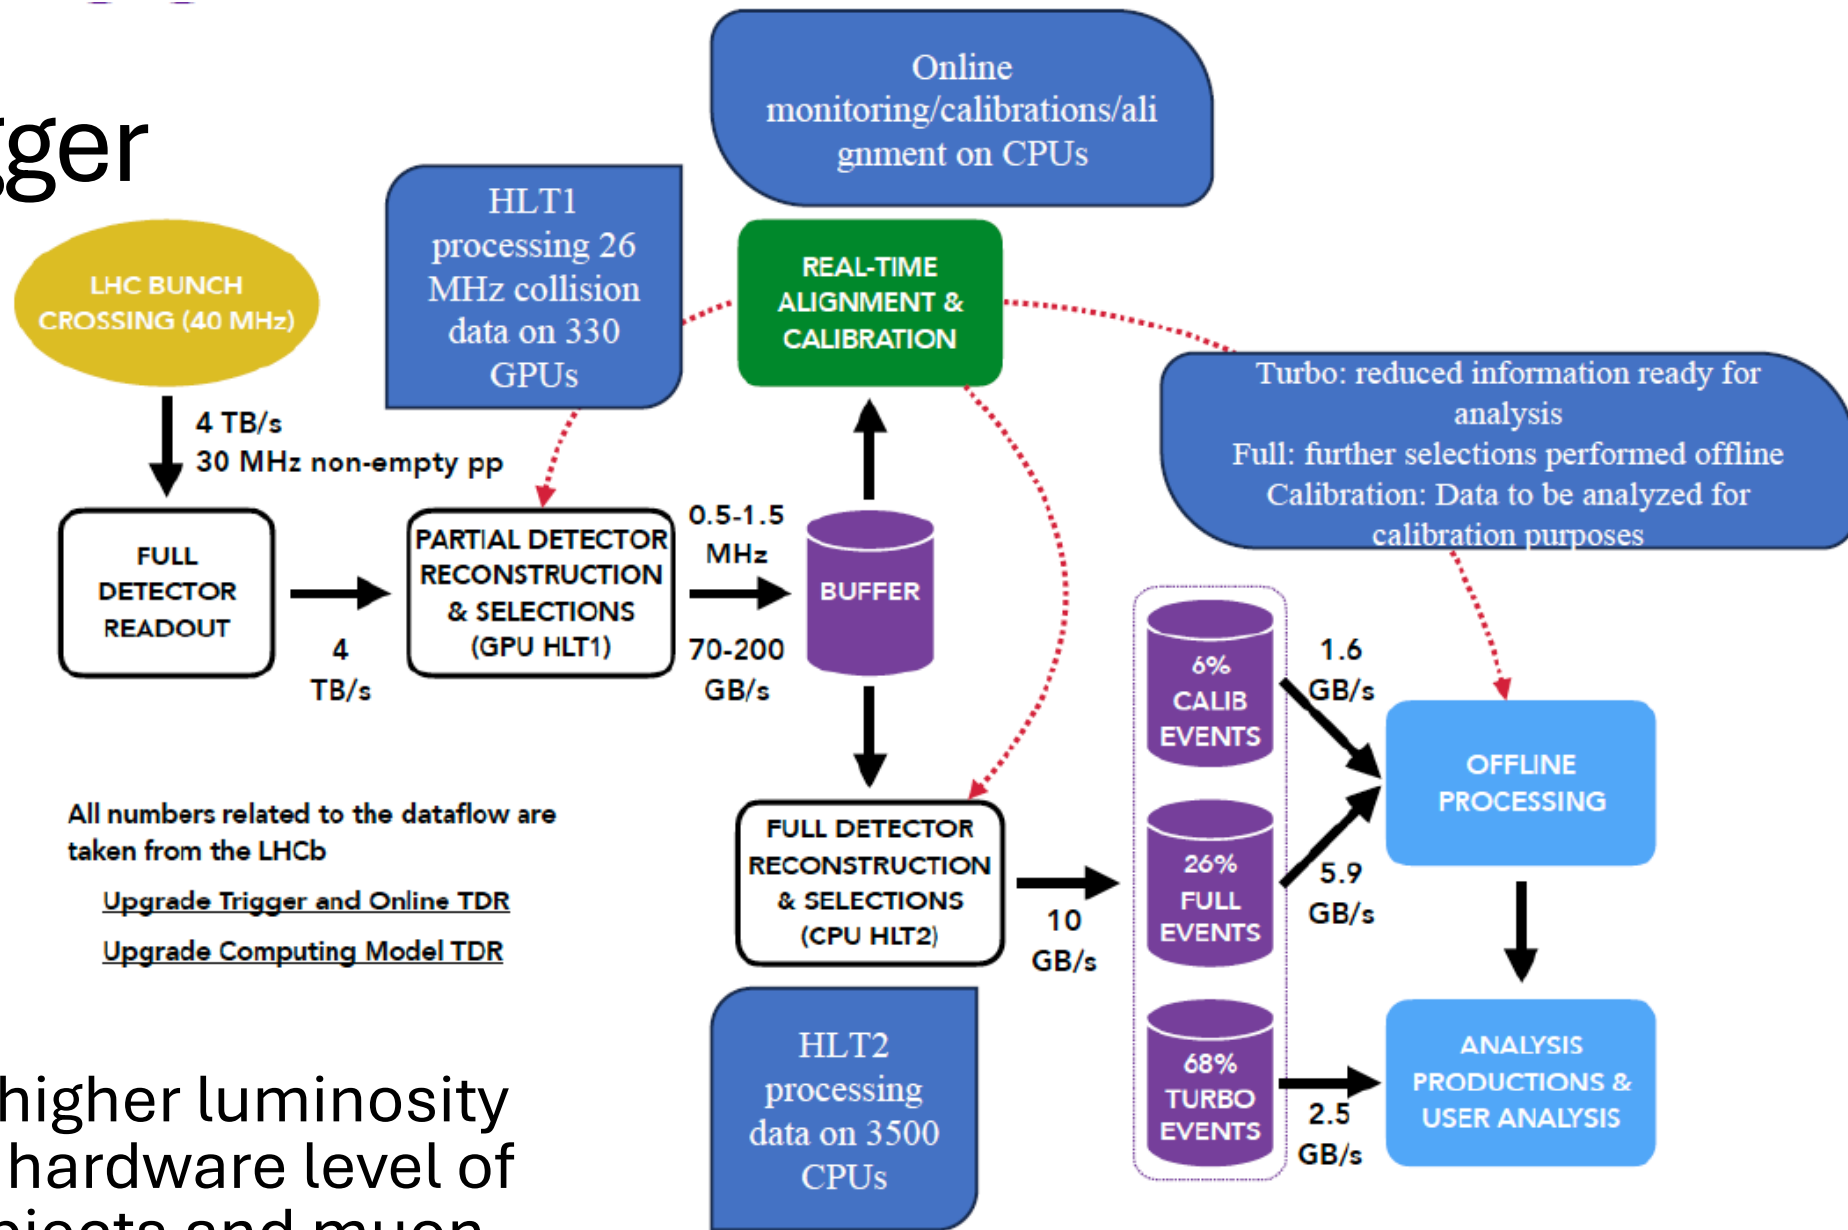 gger
Online
monitoring/calibrations/ali
gnment on CPUs
HLT1
processing 26
MHz collision
data on 330
GPUs
LHC BUNCH
CROSSING (40 MHz)
REAL-TIME
ALIGNMENT &
CALIBRATION
Turbo: reduced information ready for
analysis
Full: further selections performed offline
Calibration: Data to be analyzed for
calibration purposes
4 TB/s
30 MHz non-empty pp
FULL
DETECTOR
READOUT
4
TB/s
PARTIAL DETECTOR
RECONSTRUCTION
& SELECTIONS
(GPU HLT1)
0.5-1.5
MHz
70-200
GB/s
BUFFER
6%
CALIB
EVENTS
1.6
GB/s
OFFLINE
PROCESSING
All numbers related to the dataflow are
taken from the LHCb
Upgrade Trigger and Online TDR
Upgrade Computing Model TDR
FULL DETECTOR
RECONSTRUCTION
& SELECTIONS
(CPU HLT2)
10
GB/s
26%
FULL
EVENTS
5.9
GB/s
68%
TURBO
EVENTS
2.5
GB/s
ANALYSIS
PRODUCTIONS &
USER ANALYSIS
HLT2
processing
data on 3500
CPUs
higher luminosity
hardware level of
and muon